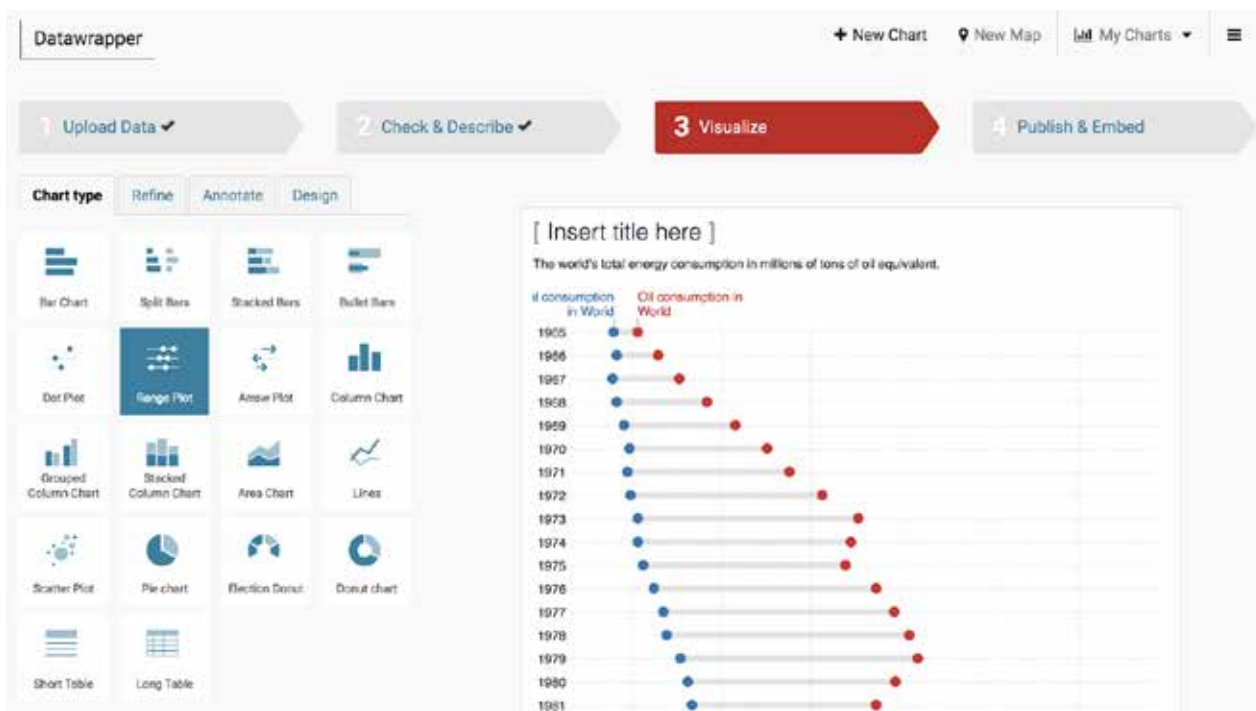 Datawrapper
+ New Chart
New Map
My Charts
1 Upload Data ✔
2 Check & Describe ✔
3 Visualize
4 Publish & Embed
Chart type
Refine
Annotate
Design
Bar Chart
Split Bars
Stacked Bars
Bullet Bars
Dot Plot
Range Plot
Arrow Plot
Column Chart
Grouped
Column Chart
Stacked
Column Chart
Area Chart
Lines
Scatter Plot
Pie chart
Election Donut
Donut chart
Short Table
Long Table
[ Insert title here ]
The world's total energy consumption in millions of tons of oil equivalent.
l consumption
in World
Oil consumption in
World
1965
1966
1967
1968
1969
1970
1971
1972
1973
1974
1975
1976
1977
1978
1979
1980
1981